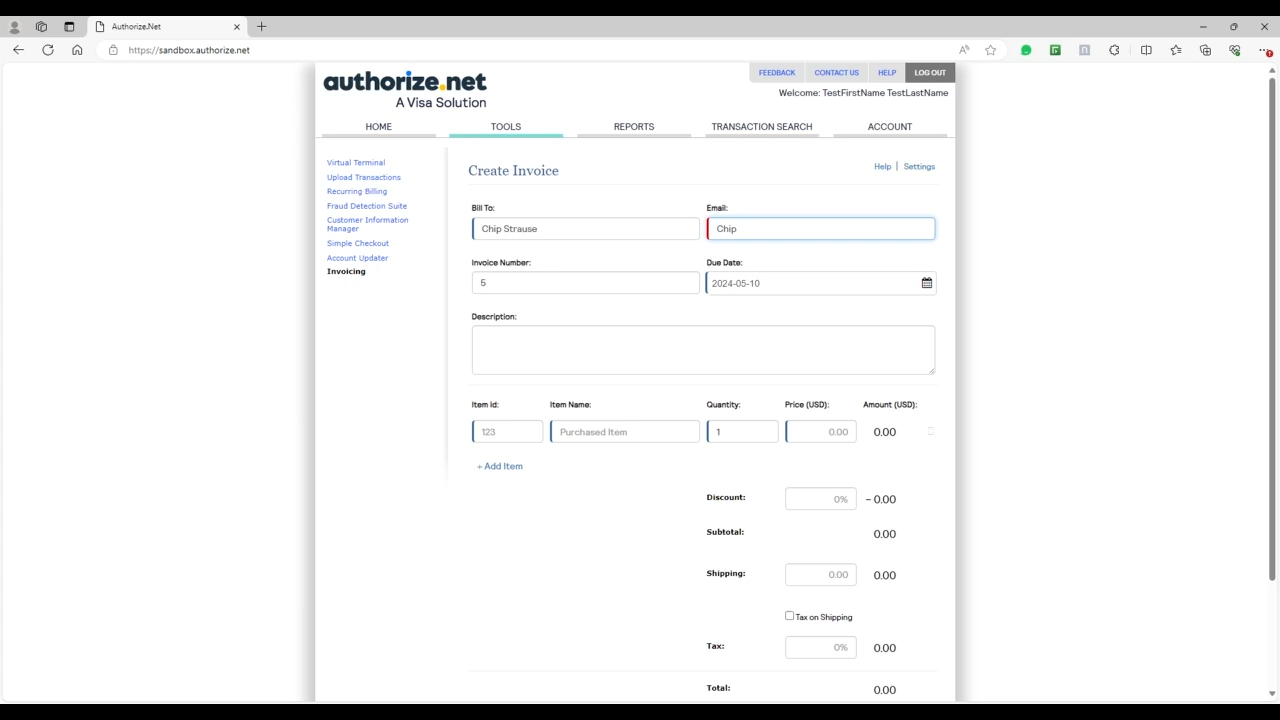 Authorize.Net
https://sandbox.authorize.net
authorize.net
A Visa Solution
FEEDBACK
CONTACT US
HELP
LOG OUT
Welcome: TestFirstName TestLastName
HOME
TOOLS
REPORTS
TRANSACTION SEARCH
ACCOUNT
Virtual Terminal
Upload Transactions
Recurring Billing
Fraud Detection Suite
Customer Information
Manager
Simple Checkout
Account Updater
Invoicing
Create Invoice
Help | Settings
Bill To:
Email:
Chip Strause
Chip
Invoice Number:
Due Date:
5
2024-05-10
Description:
Item Id:
Item Name:
Quantity:
Price (USD):
Amount (USD):
123
Purchased Item
1
0.00
0.00
+ Add Item
Discount:
0%
– 0.00
Subtotal:
0.00
Shipping:
0.00
0.00
Tax on Shipping
Tax:
0%
0.00
Total:
0.00